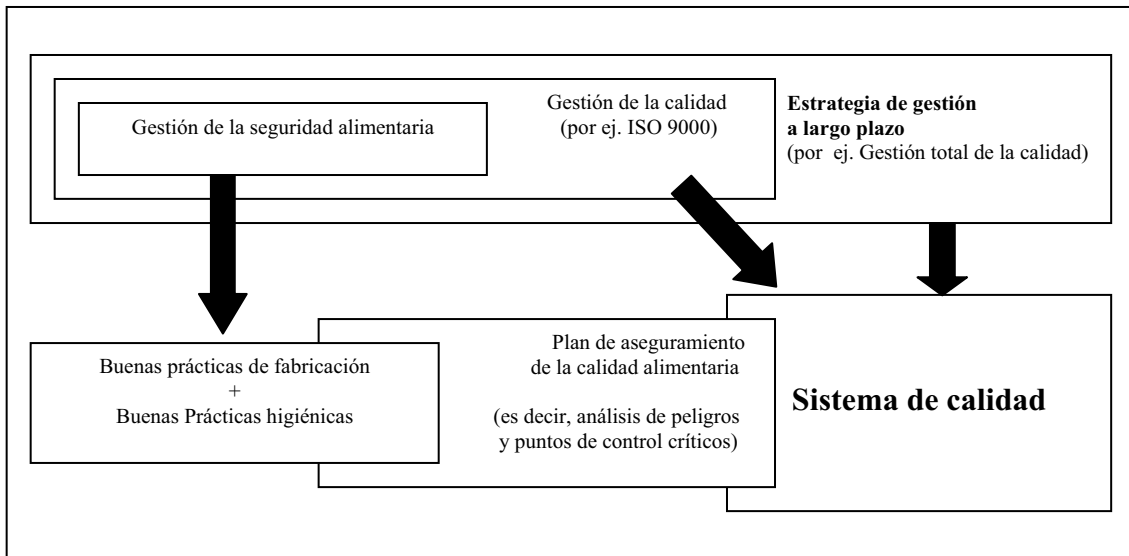 Gestión de la seguridad alimentaria
Gestión de la calidad
(por ej. ISO 9000)
Estrategia de gestión
a largo plazo
(por ej. Gestión total de la calidad)
Buenas prácticas de fabricación
+
Buenas Prácticas higiénicas
Plan de aseguramiento
de la calidad alimentaria
(es decir, análisis de peligros
y puntos de control críticos)
Sistema de calidad